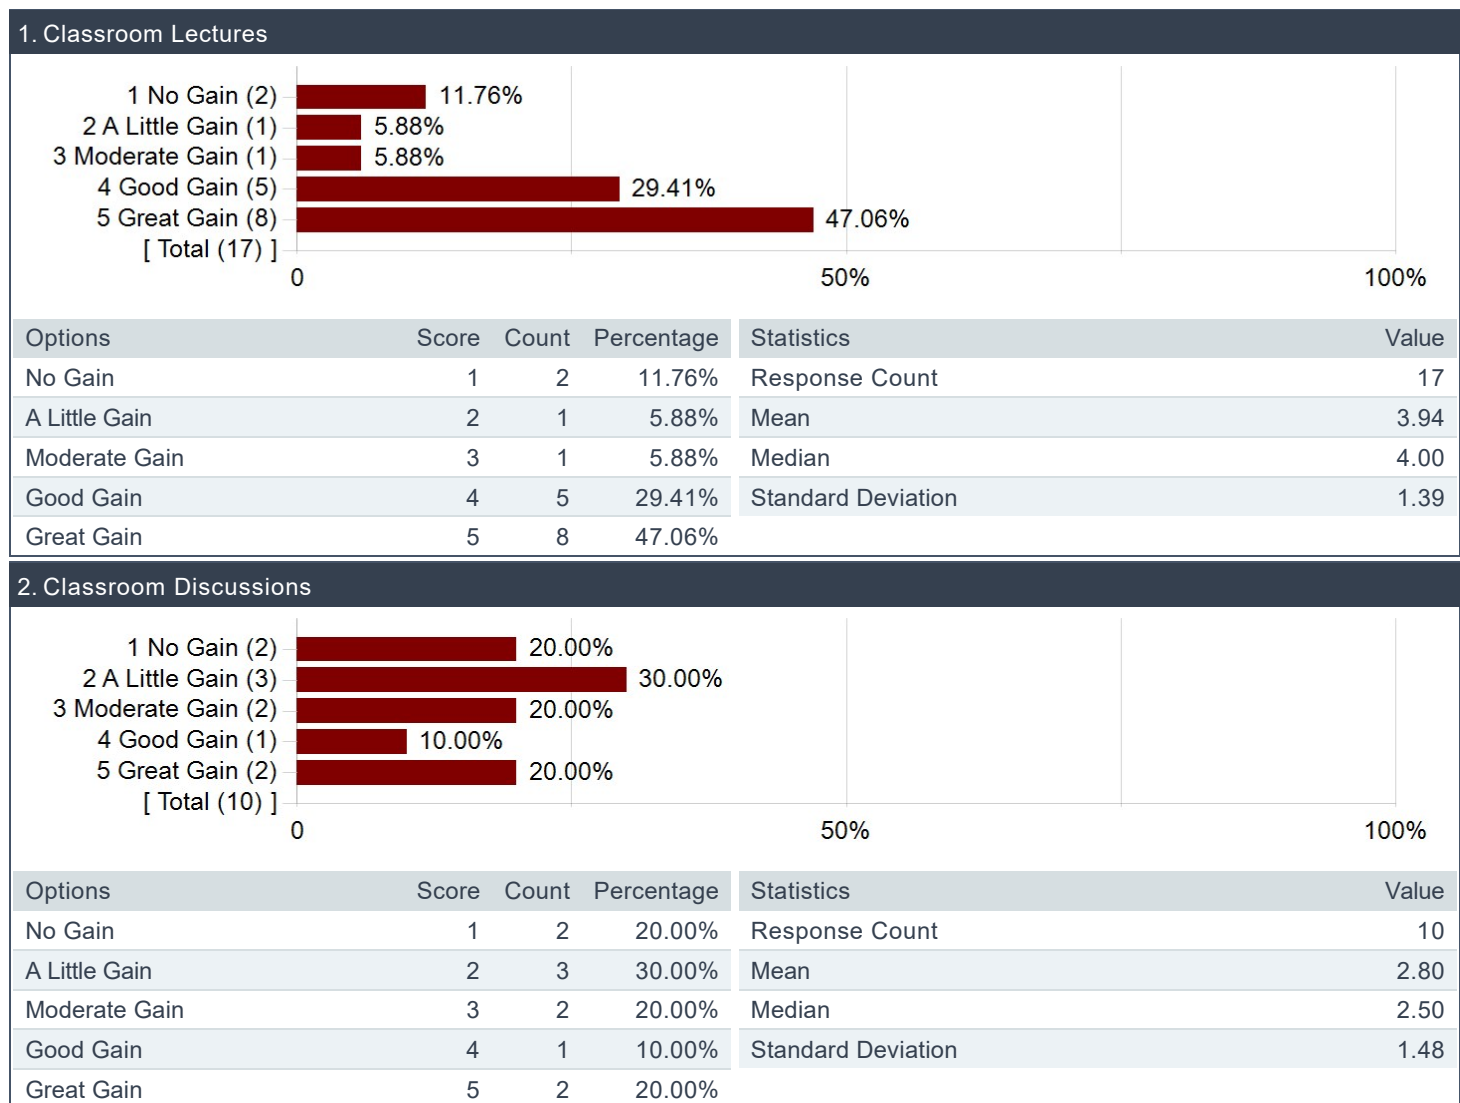 1. Classroom Lectures
1 No Gain (2) 11.76%
2 A Little Gain (1) 5.88%
3 Moderate Gain (1) 5.88%
4 Good Gain (5) 29.41%
5 Great Gain (8) 47.06%
[ Total (17) ]
0 50% 100%
Options Score Count Percentage Statistics Value
No Gain 1 2 11.76% Response Count 17
A Little Gain 2 1 5.88% Mean 3.94
Moderate Gain 3 1 5.88% Median 4.00
Good Gain 4 5 29.41% Standard Deviation 1.39
Great Gain 5 8 47.06%
2. Classroom Discussions
1 No Gain (2) 20.00%
2 A Little Gain (3) 30.00%
3 Moderate Gain (2) 20.00%
4 Good Gain (1) 10.00%
5 Great Gain (2) 20.00%
[ Total (10) ]
0 50% 100%
Options Score Count Percentage Statistics Value
No Gain 1 2 20.00% Response Count 10
A Little Gain 2 3 30.00% Mean 2.80
Moderate Gain 3 2 20.00% Median 2.50
Good Gain 4 1 10.00% Standard Deviation 1.48
Great Gain 5 2 20.00%